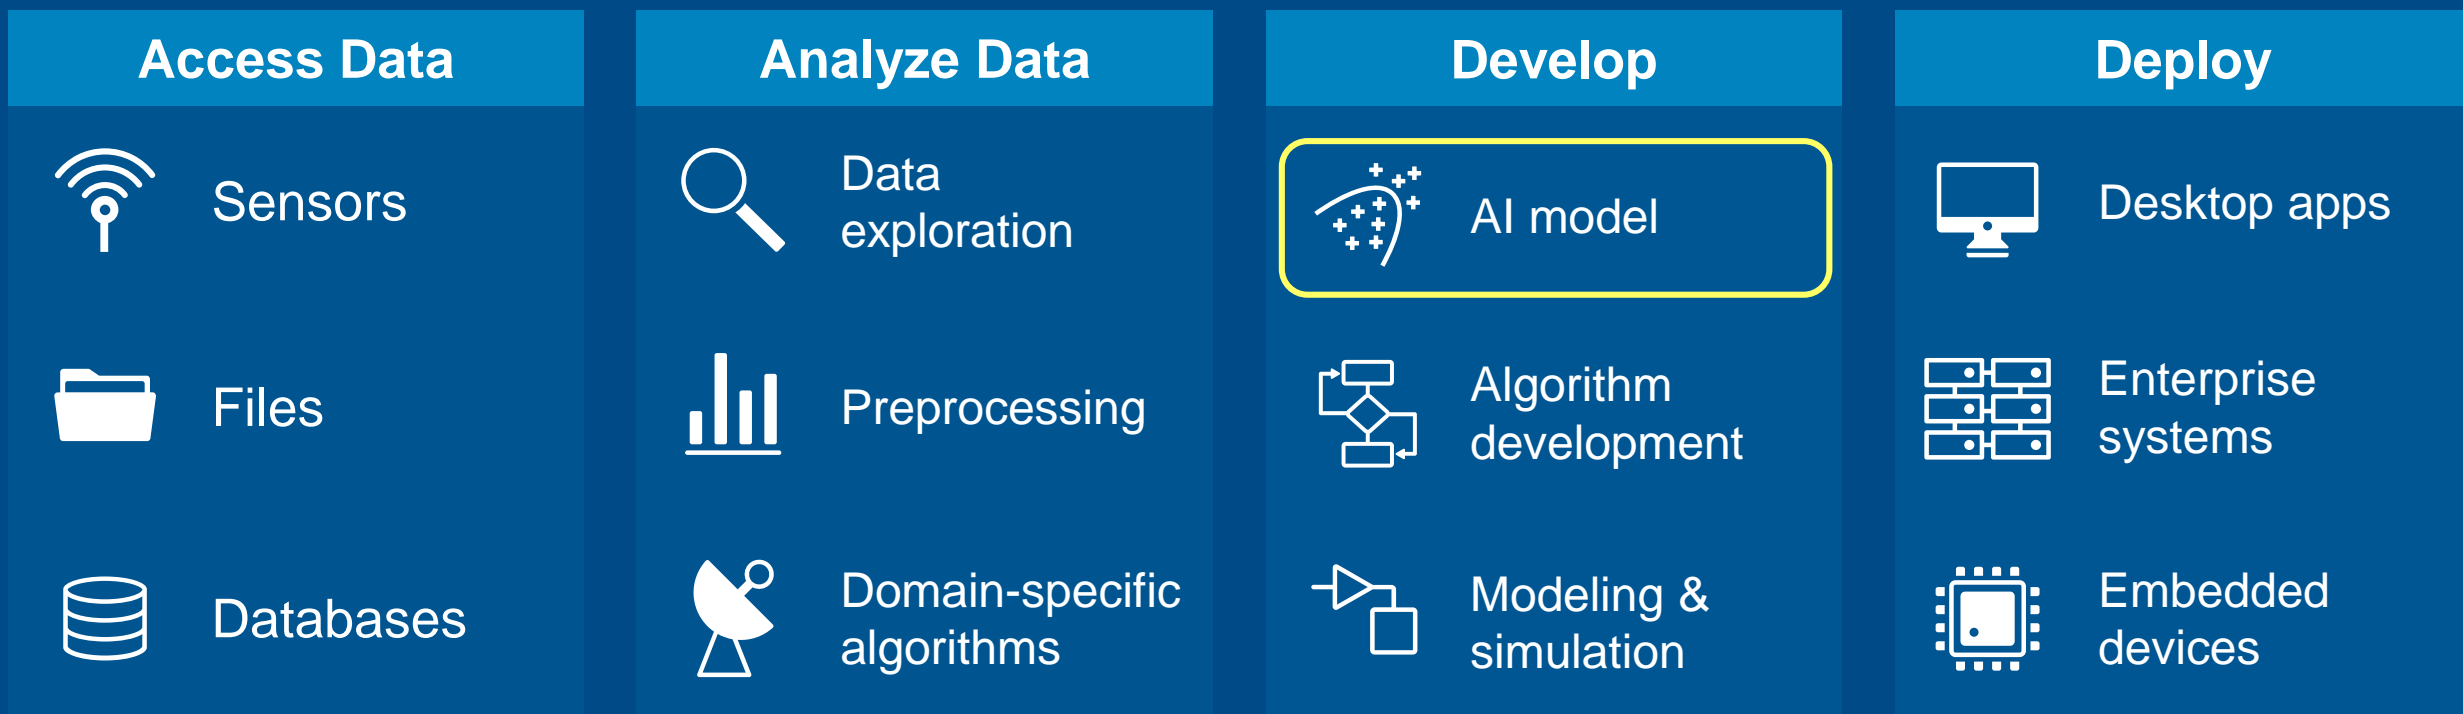 Access Data
Sensors
Files
Databases
Analyze Data
Data
exploration
Preprocessing
Domain-specific
algorithms
Develop
AI model
Algorithm
development
Modeling &
simulation
Deploy
Desktop apps
Enterprise
systems
Embedded
devices